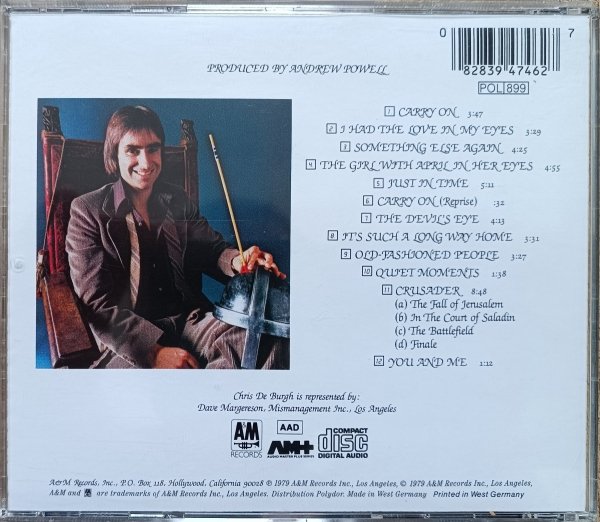 0 7
82839 47462
POL 899
PRODUCED BY ANDREW POWELL
1 CARRY ON 3:47
2 I HAD THE LOVE IN MY EYES 3:29
3 SOMETHING ELSE AGAIN 4:25
4 THE GIRL WITH APRIL IN HER EYES 4:55
5 JUST IN TIME 5:11
6 CARRY ON (Reprise) :32
7 THE DEVIL'S EYE 4:13
8 IT'S SUCH A LONG WAY HOME 3:31
9 OLD-FASHIONED PEOPLE 3:27
10 QUIET MOMENTS 1:38
11 CRUSADER 8:48
(a) The Fall of Jerusalem
(b) In The Court of Saladin
(c) The Battlefield
(d) Finale
12 YOU AND ME 1:12
Chris De Burgh is represented by:
Dave Margereson, Mismanagement Inc., Los Angeles
A&M
RECORDS
AAD
AM+
AUDIO MASTER PLUS SERIES
COMPACT
disc
DIGITAL AUDIO
A&M Records, Inc., P.O. Box 118, Hollywood, California 90028 ℗ 1979 A&M Records Inc., Los Angeles, © 1979 A&M Records Inc., Los Angeles,
A&M and A&M are trademarks of A&M Records Inc., Los Angeles. Distribution Polydor. Made in West Germany Printed in West Germany